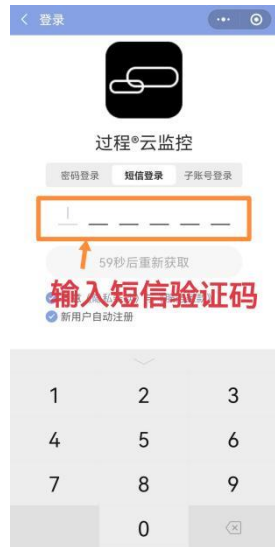 登录
过程®云监控
密码登录 短信登录 子账号登录
59秒后重新获取
输入短信验证码
新用户自动注册
1 2 3
4 5 6
7 8 9
0